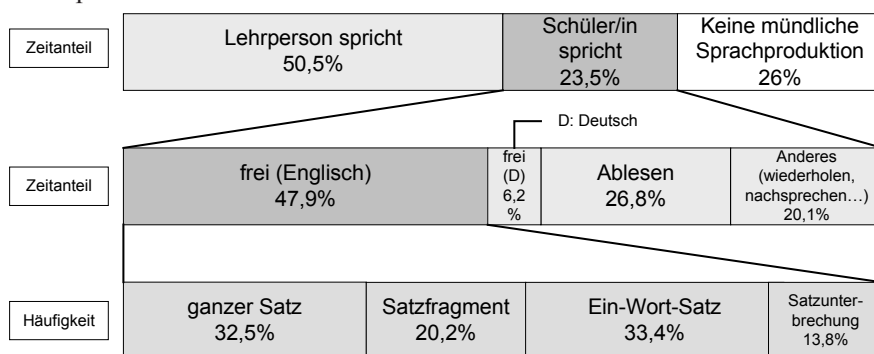 Zeitanteil
Lehrperson spricht
50,5%
Schüler/in
spricht
23,5%
Keine mündliche
Sprachproduktion
26%
D: Deutsch
Zeitanteil
frei (Englisch)
47,9%
frei
(D)
6,2
%
Ablesen
26,8%
Anderes
(wiederholen,
nachsprechen...)
20,1%
Häufigkeit
ganzer Satz
32,5%
Satzfragment
20,2%
Ein-Wort-Satz
33,4%
Satzunter-
brechung
13,8%